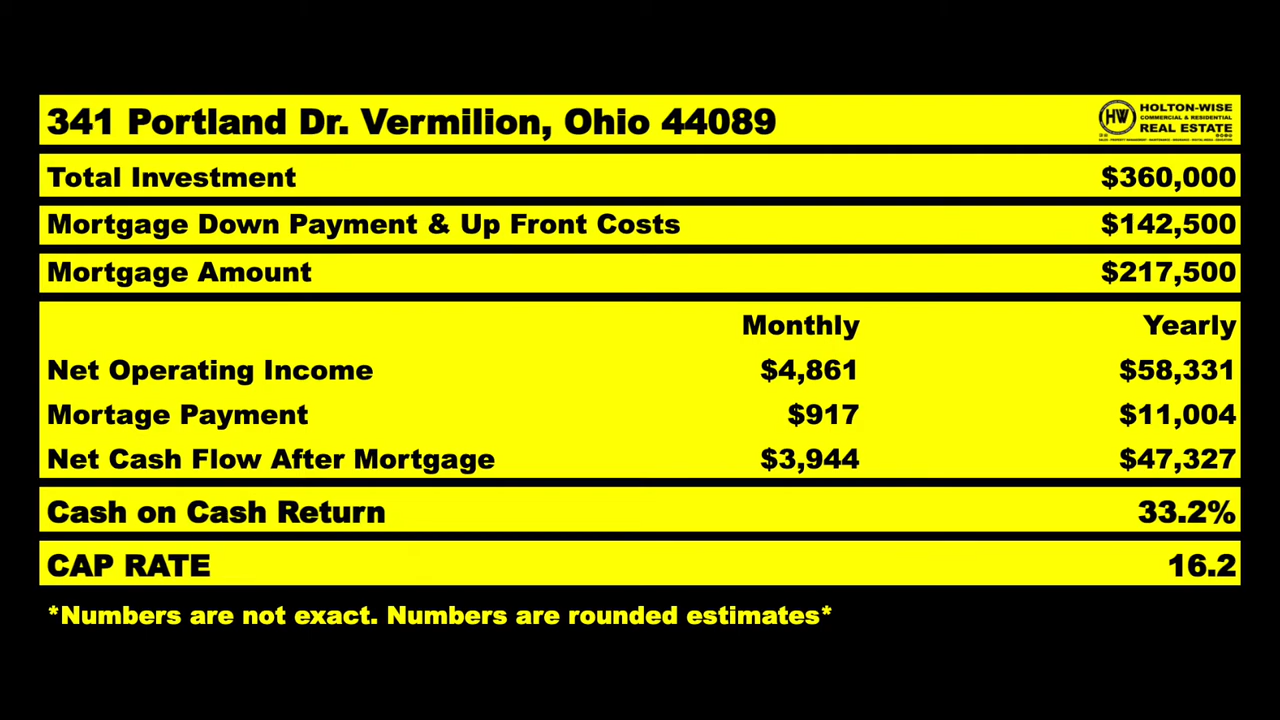 341 Portland Dr. Vermilion, Ohio 44089
HW
HOLTON-WISE
COMMERCIAL & RESIDENTIAL
REAL ESTATE
Total Investment $360,000
Mortgage Down Payment & Up Front Costs $142,500
Mortgage Amount $217,500
Monthly Yearly
Net Operating Income $4,861 $58,331
Mortage Payment $917 $11,004
Net Cash Flow After Mortgage $3,944 $47,327
Cash on Cash Return 33.2%
CAP RATE 16.2
*Numbers are not exact. Numbers are rounded estimates*